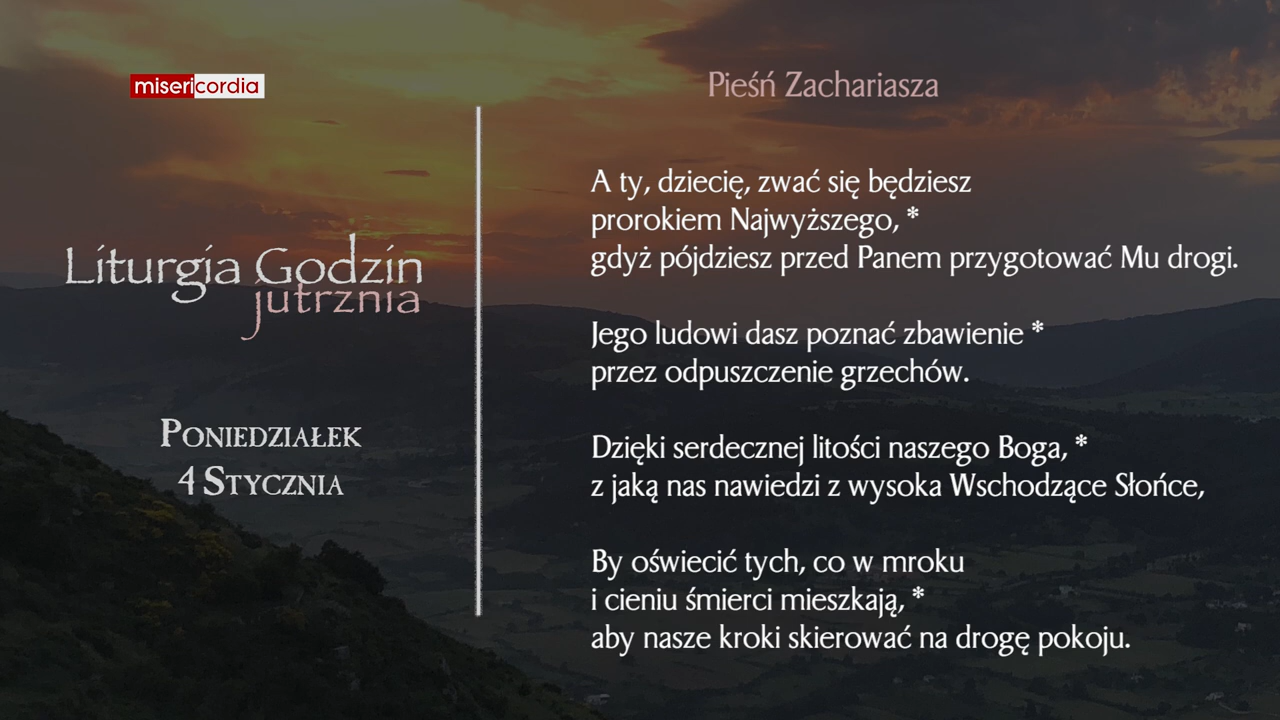 misericordia
Liturgia Godzin
jutrznia
Poniedziałek
4 Stycznia
Pieśń Zachariasza
A ty, dziecię, zwać się będziesz
prorokiem Najwyższego, *
gdyż pójdziesz przed Panem przygotować Mu drogi.
Jego ludowi dasz poznać zbawienie *
przez odpuszczenie grzechów.
Dzięki serdecznej litości naszego Boga, *
z jaką nas nawiedzi z wysoka Wschodzące Słońce,
By oświecić tych, co w mroku
i cieniu śmierci mieszkają, *
aby nasze kroki skierować na drogę pokoju.